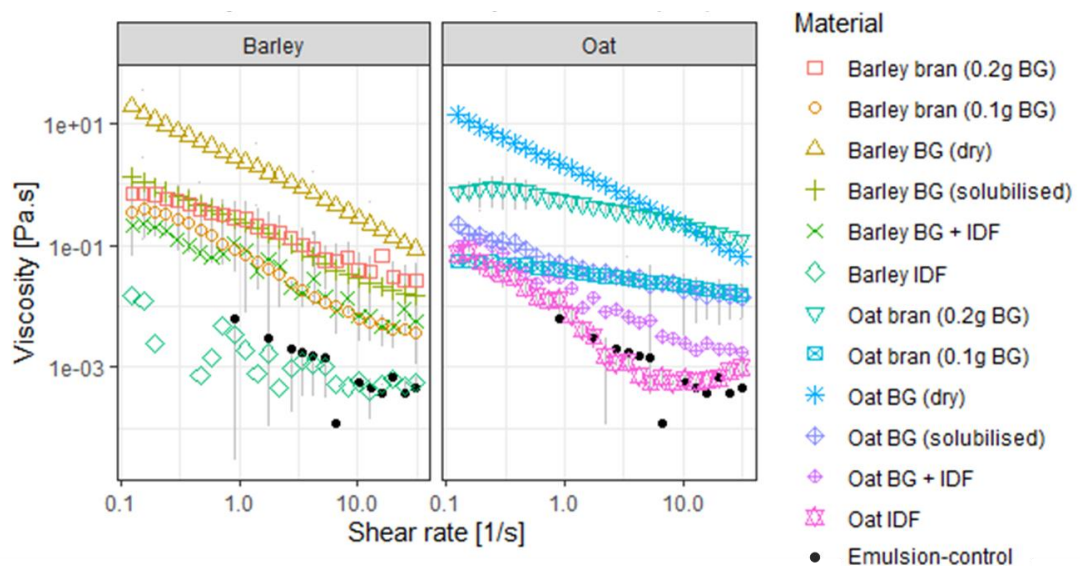 Barley
Oat
Viscosity [Pa.s]
1e+01
1e-01
1e-03
0.1
1.0
10.0
0.1
1.0
10.0
Shear rate [1/s]
Material
Barley bran (0.2g BG)
Barley bran (0.1g BG)
Barley BG (dry)
Barley BG (solubilised)
Barley BG + IDF
Barley IDF
Oat bran (0.2g BG)
Oat bran (0.1g BG)
Oat BG (dry)
Oat BG (solubilised)
Oat BG + IDF
Oat IDF
Emulsion-control